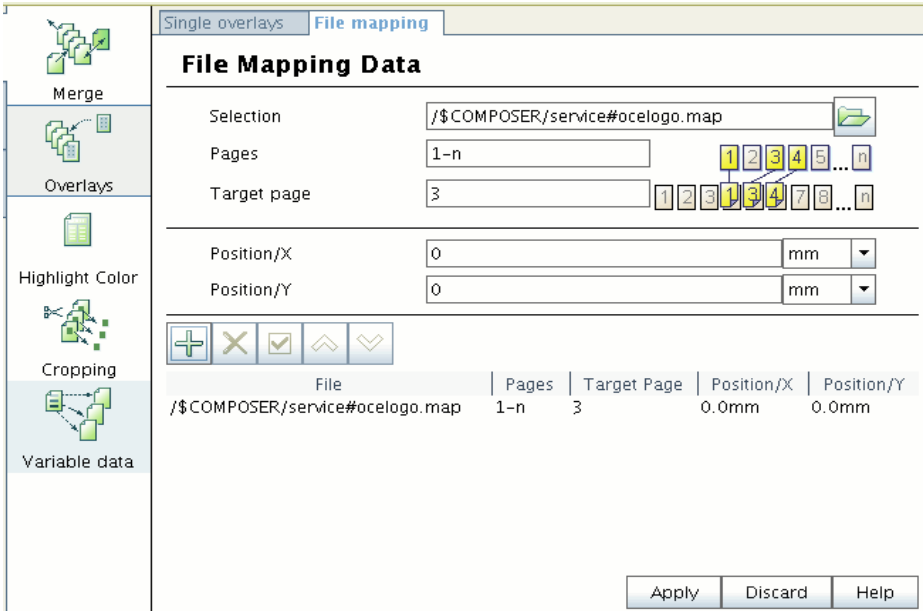 Single overlays File mapping
File Mapping Data
Merge
Selection /$COMPOSER/service#ocelogo.map
Pages 1-n 1 2 3 4 5 ... n
Overlays
Target page 3 1 2 3 1 3 4 7 8 ... n
Position/X 0 mm
Highlight Color
Position/Y 0 mm
Cropping
File Pages Target Page Position/X Position/Y
/$COMPOSER/service#ocelogo.map 1-n 3 0.0mm 0.0mm
Variable data
Apply Discard Help